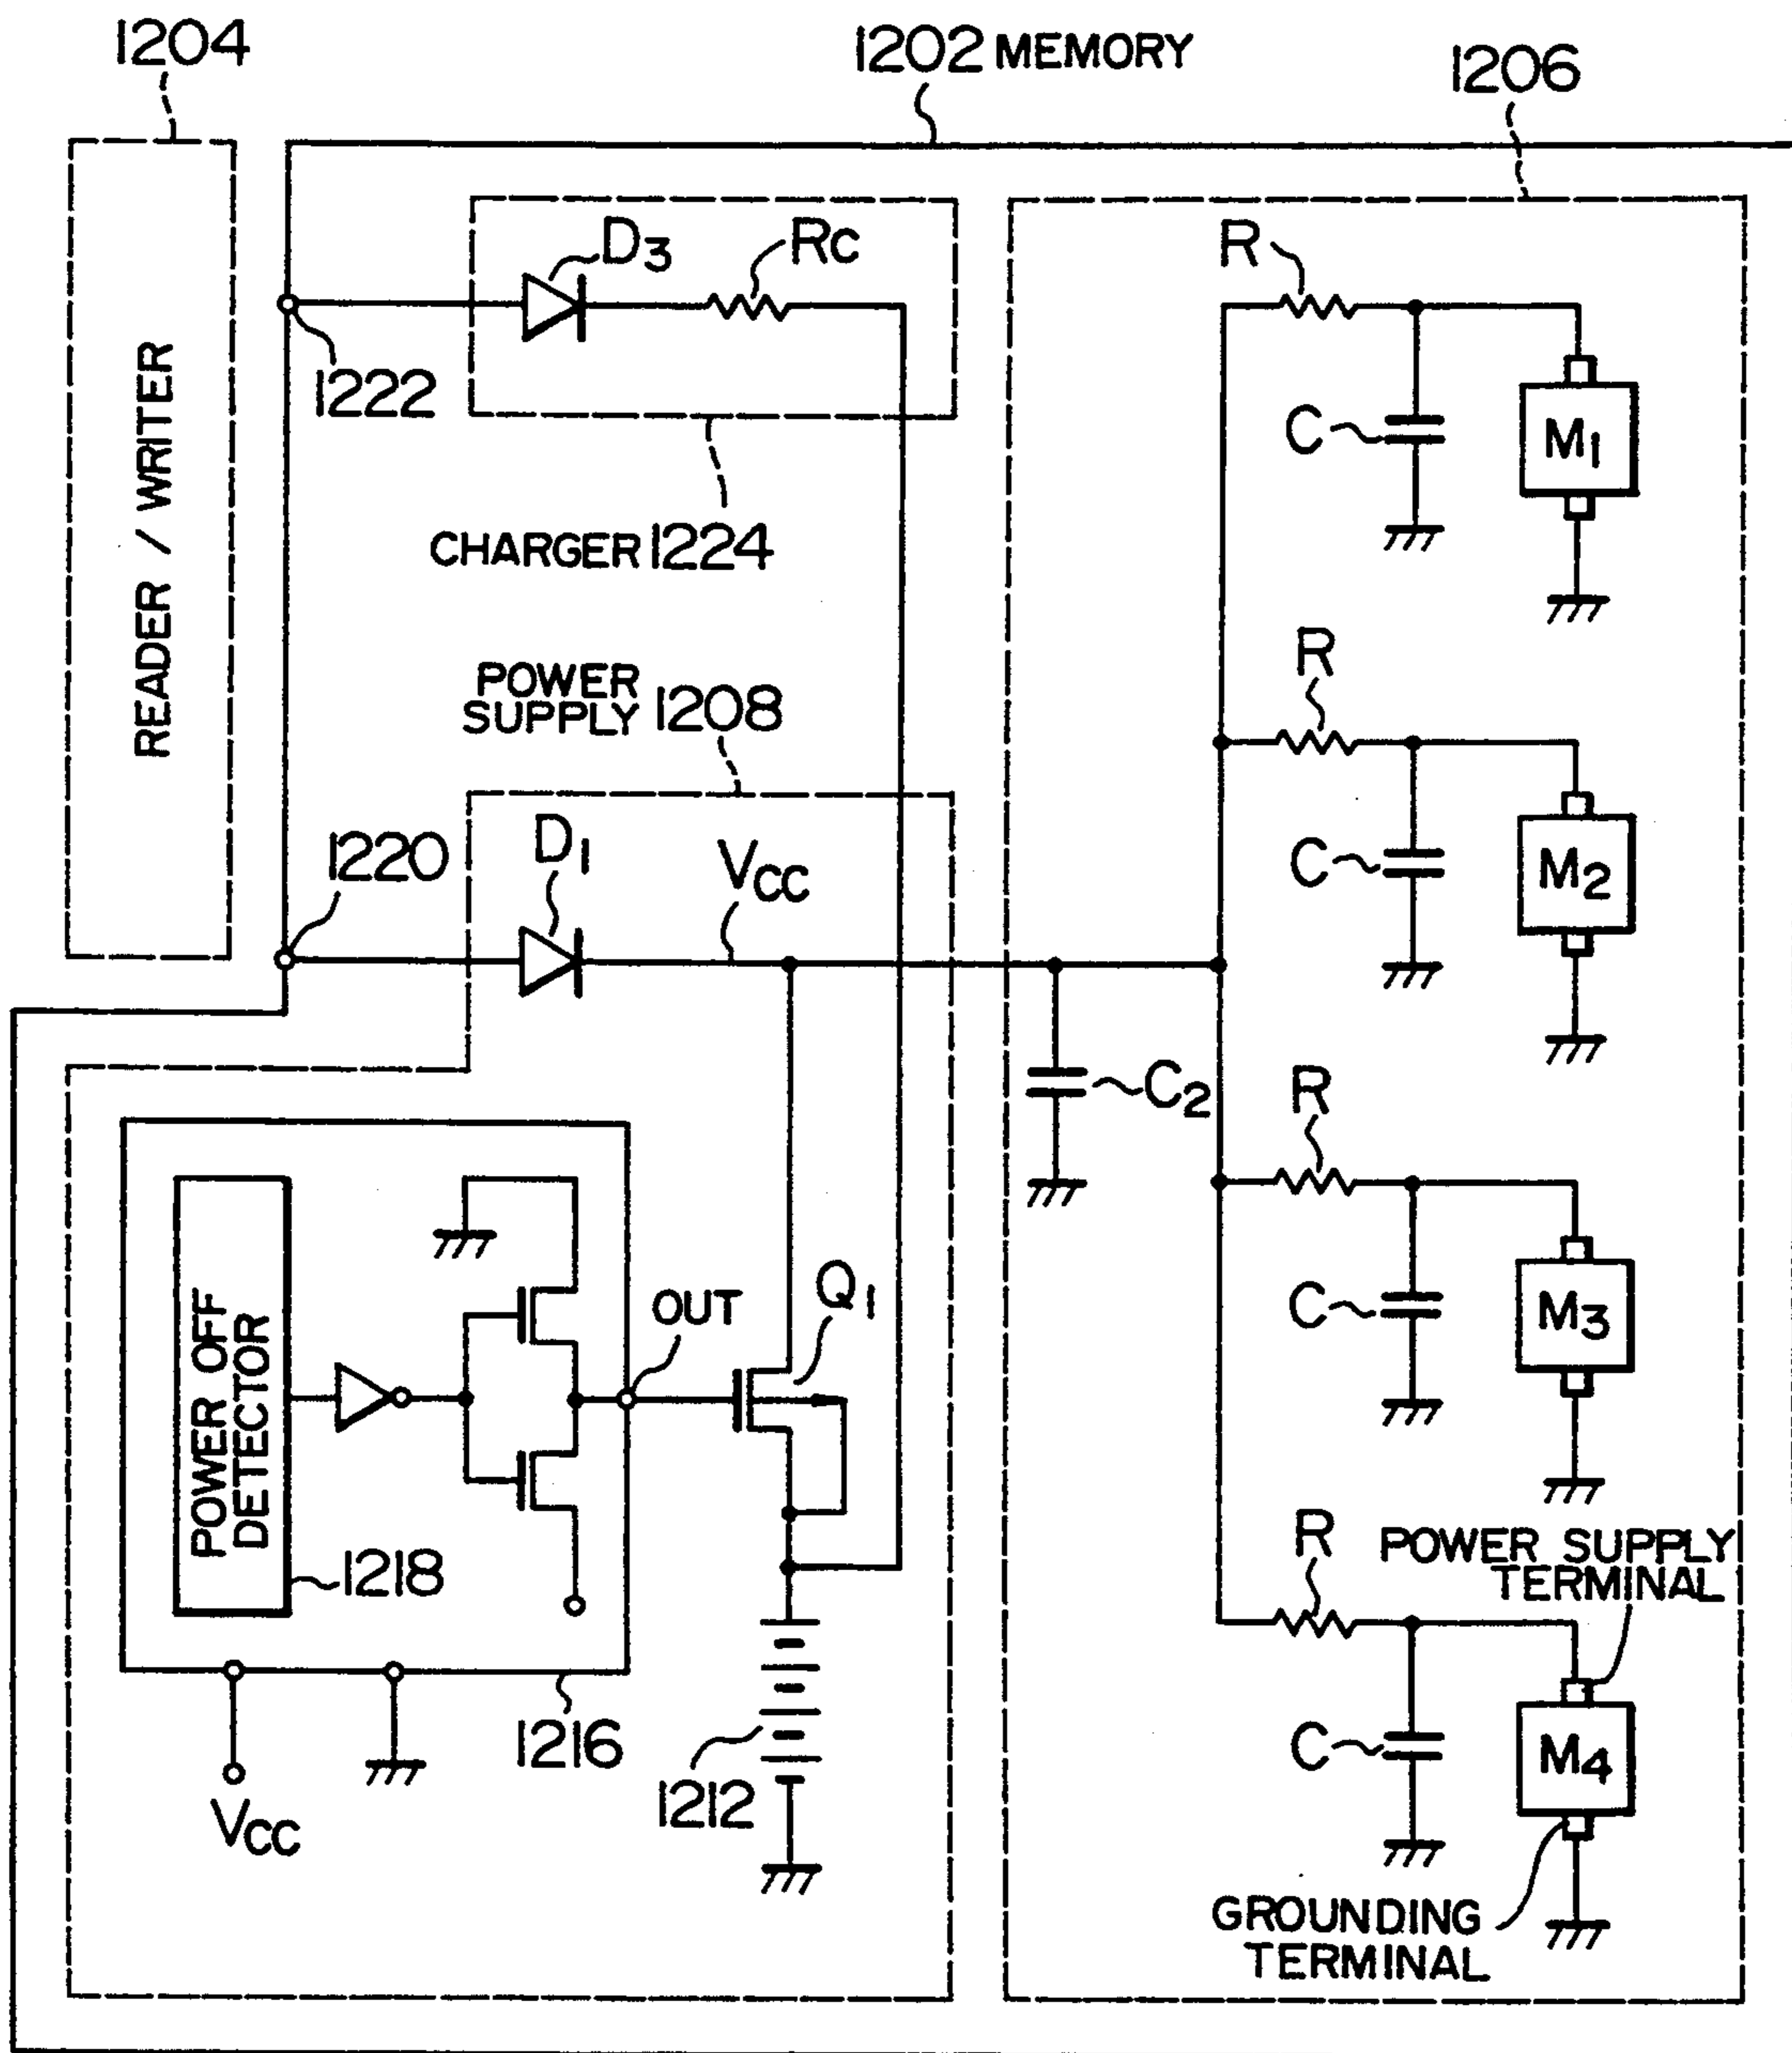 1204
1202 MEMORY
1206
D3
RC
R
1222
C
M1
READER / WRITER
CHARGER 1224
R
POWER
SUPPLY 1208
1220
D1
VCC
C
M2
C2
R
OUT
Q1
C
M3
POWER OFF
DETECTOR
1218
R
POWER SUPPLY
TERMINAL
1216
1212
C
M4
VCC
GROUNDING
TERMINAL